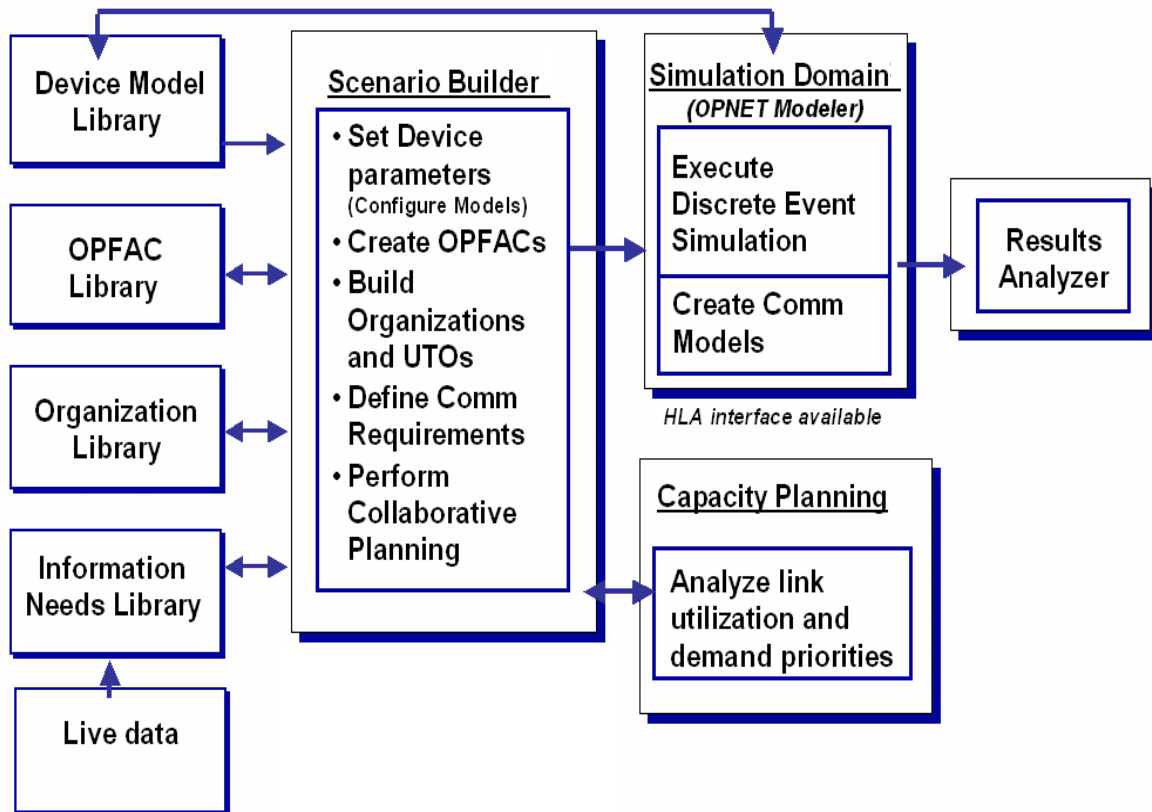 Device Model
Library
OPFAC
Library
Organization
Library
Information
Needs Library
Live data
Scenario Builder
• Set Device
parameters
(Configure Models)
• Create OPFACs
• Build
Organizations
and UTOs
• Define Comm
Requirements
• Perform
Collaborative
Planning
Simulation Domain
(OPNET Modeler)
Execute
Discrete Event
Simulation
Create Comm
Models
HLA interface available
Capacity Planning
Analyze link
utilization and
demand priorities
Results
Analyzer